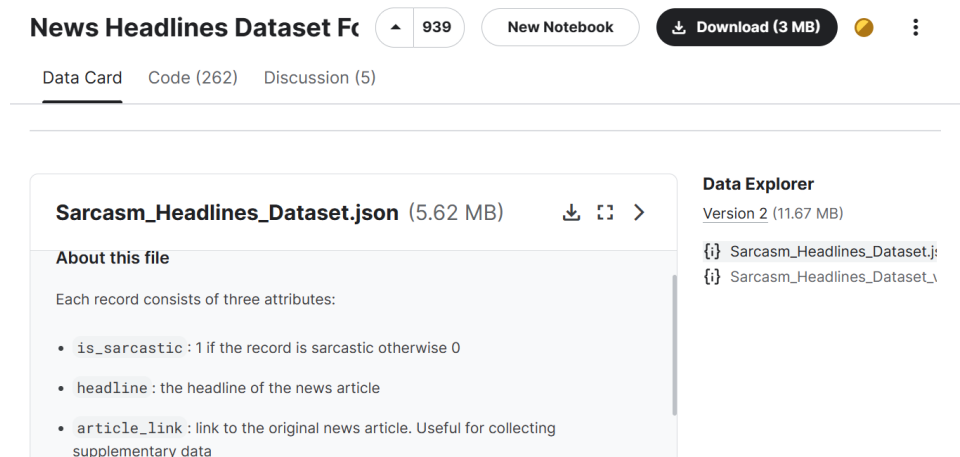 News Headlines Dataset Fo
939
New Notebook
Download (3 MB)
Data Card
Code (262)
Discussion (5)
Sarcasm_Headlines_Dataset.json (5.62 MB)
About this file
Each record consists of three attributes:
• is_sarcastic : 1 if the record is sarcastic otherwise 0
• headline : the headline of the news article
• article_link : link to the original news article. Useful for collecting
supplementary data
Data Explorer
Version 2 (11.67 MB)
{i} Sarcasm_Headlines_Dataset.js
{i} Sarcasm_Headlines_Dataset_v